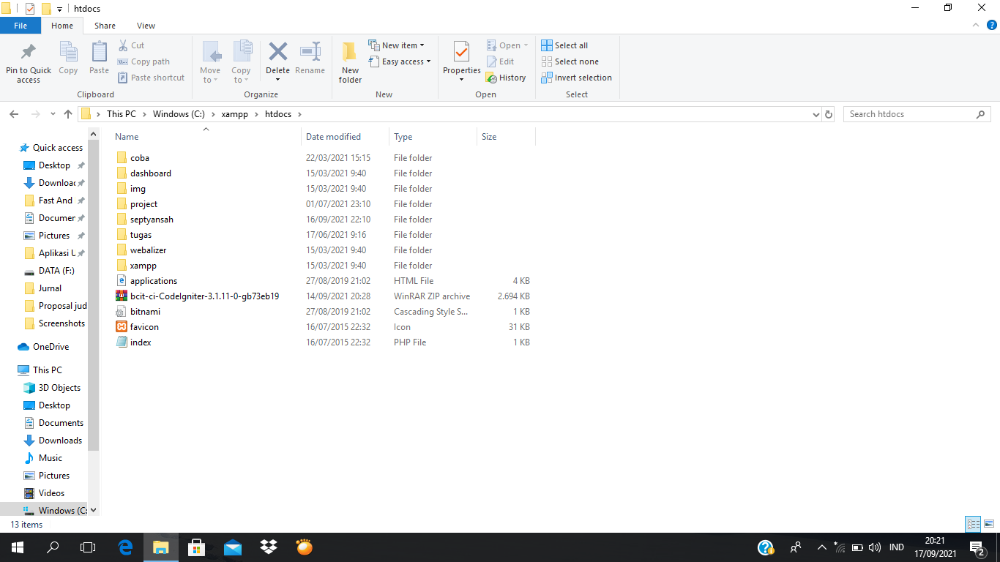 htdocs
File Home Share View
Pin to Quick access
Copy
Paste
Cut
Copy path
Paste shortcut
Clipboard
Move to
Copy to
Delete
Rename
Organize
New folder
New item
Easy access
New
Properties
Open
Edit
History
Open
Select all
Select none
Invert selection
Select
This PC > Windows (C:) > xampp > htdocs >
Search htdocs
Quick access
Desktop
Downloac
Fast And
Documer
Pictures
Aplikasi U
DATA (F:)
Jurnal
Proposal jud
Screenshots
OneDrive
This PC
3D Objects
Desktop
Documents
Downloads
Music
Pictures
Videos
Windows (C:
Name Date modified Type Size
coba 22/03/2021 15:15 File folder
dashboard 15/03/2021 9:40 File folder
img 15/03/2021 9:40 File folder
project 01/07/2021 23:10 File folder
septyansah 16/09/2021 22:10 File folder
tugas 17/06/2021 9:16 File folder
webalizer 15/03/2021 9:40 File folder
xampp 15/03/2021 9:40 File folder
applications 27/08/2019 21:02 HTML File 4 KB
bcit-ci-CodeIgniter-3.1.11-0-gb73eb19 14/09/2021 20:28 WinRAR ZIP archive 2.694 KB
bitnami 27/08/2019 21:02 Cascading Style S... 1 KB
favicon 16/07/2015 22:32 Icon 31 KB
index 16/07/2015 22:32 PHP File 1 KB
13 items
IND
20:21
17/09/2021
2